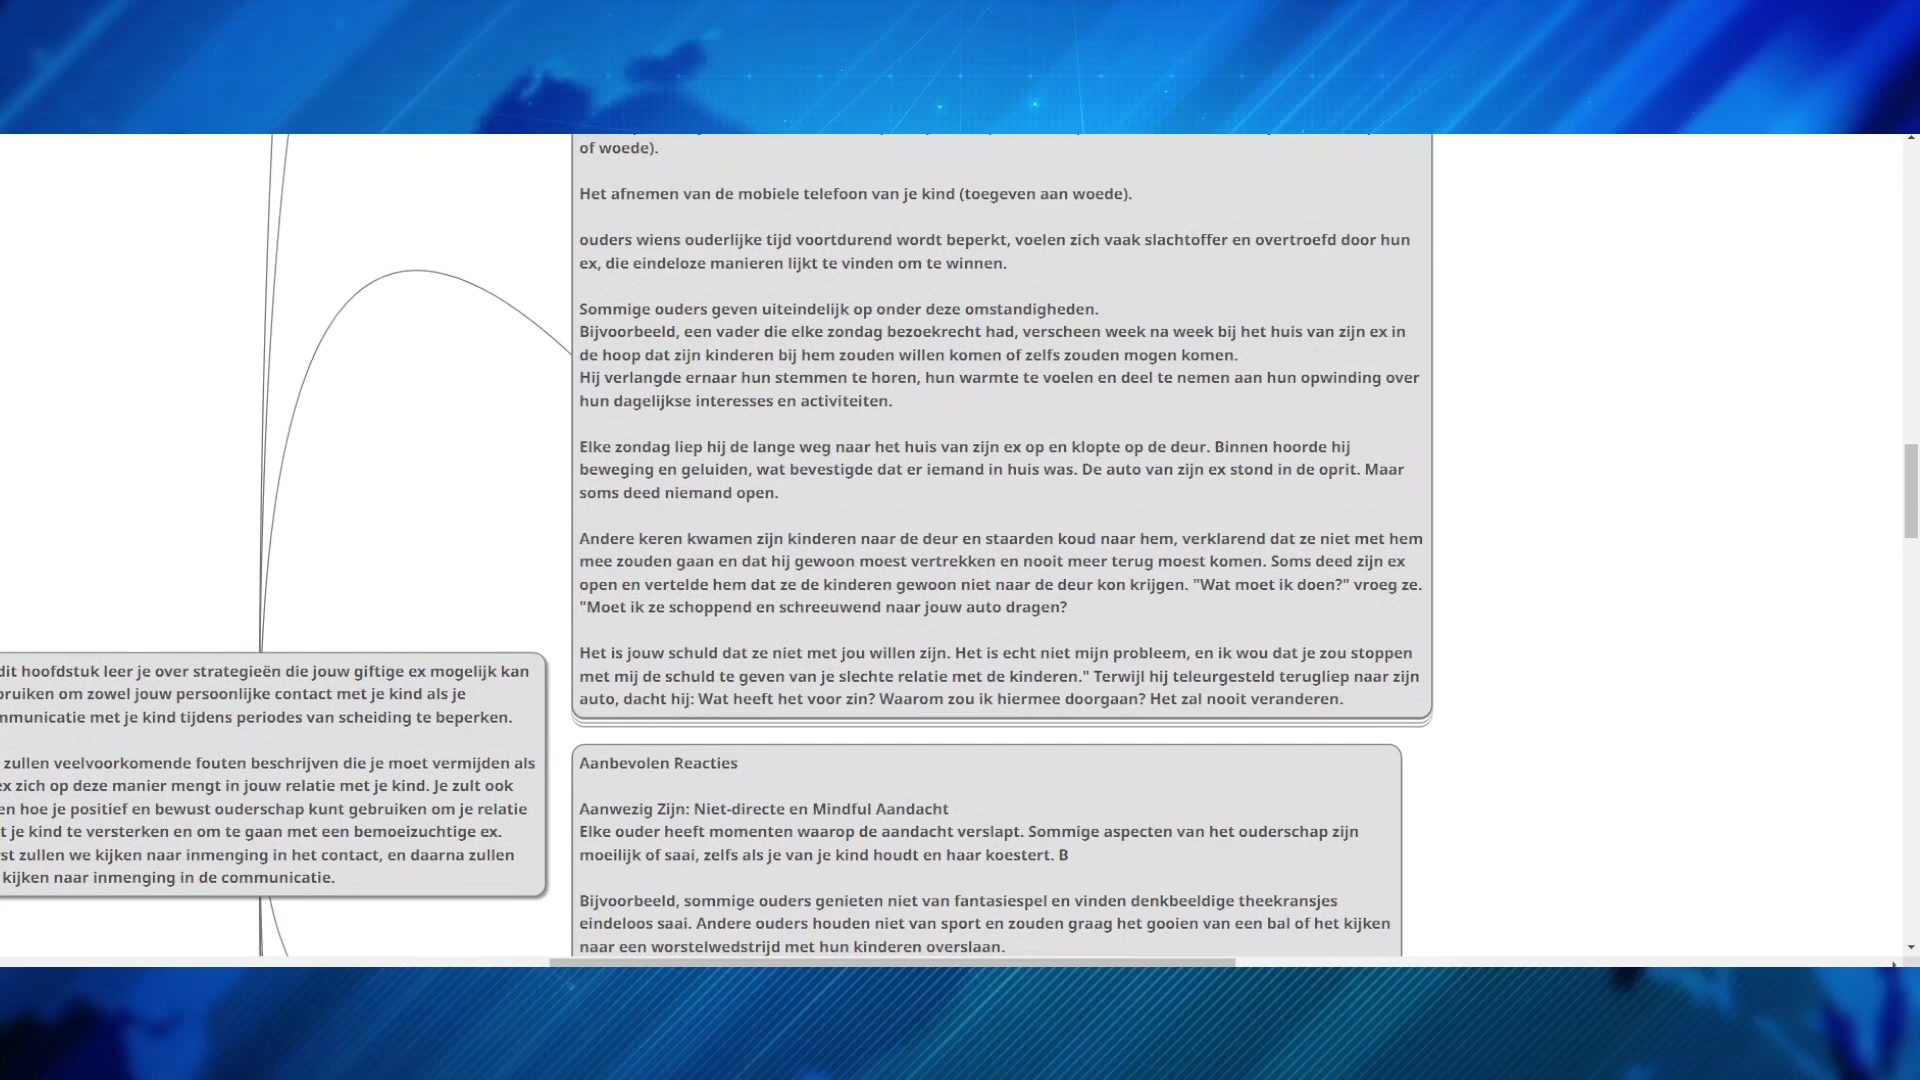 of woede).
Het afnemen van de mobiele telefoon van je kind (toegeven aan woede).
ouders wiens ouderlijke tijd voortdurend wordt beperkt, voelen zich vaak slachtoffer en overtroefd door hun
ex, die eindeloze manieren lijkt te vinden om te winnen.
Sommige ouders geven uiteindelijk op onder deze omstandigheden.
Bijvoorbeeld, een vader die elke zondag bezoekrecht had, verscheen week na week bij het huis van zijn ex in
de hoop dat zijn kinderen bij hem zouden willen komen of zelfs zouden mogen komen.
Hij verlangde ernaar hun stemmen te horen, hun warmte te voelen en deel te nemen aan hun opwinding over
hun dagelijkse interesses en activiteiten.
Elke zondag liep hij de lange weg naar het huis van zijn ex op en klopte op de deur. Binnen hoorde hij
beweging en geluiden, wat bevestigde dat er iemand in huis was. De auto van zijn ex stond in de oprit. Maar
soms deed niemand open.
Andere keren kwamen zijn kinderen naar de deur en staarden koud naar hem, verklarend dat ze niet met hem
mee zouden gaan en dat hij gewoon moest vertrekken en nooit meer terug moest komen. Soms deed zijn ex
open en vertelde hem dat ze de kinderen gewoon niet naar de deur kon krijgen. "Wat moet ik doen?" vroeg ze.
"Moet ik ze schoppend en schreeuwend naar jouw auto dragen?
Het is jouw schuld dat ze niet met jou willen zijn. Het is echt niet mijn probleem, en ik wou dat je zou stoppen
met mij de schuld te geven van je slechte relatie met de kinderen." Terwijl hij teleurgesteld terugliep naar zijn
auto, dacht hij: Wat heeft het voor zin? Waarom zou ik hiermee doorgaan? Het zal nooit veranderen.
dit hoofdstuk leer je over strategieën die jouw giftige ex mogelijk kan
bruiken om zowel jouw persoonlijke contact met je kind als je
mmunicatie met je kind tijdens periodes van scheiding te beperken.
zullen veelvoorkomende fouten beschrijven die je moet vermijden als
ex zich op deze manier mengt in jouw relatie met je kind. Je zult ook
en hoe je positief en bewust ouderschap kunt gebruiken om je relatie
t je kind te versterken en om te gaan met een bemoeizuchtige ex.
st zullen we kijken naar inmenging in het contact, en daarna zullen
kijken naar inmenging in de communicatie.
Aanbevolen Reacties
Aanwezig Zijn: Niet-directe en Mindful Aandacht
Elke ouder heeft momenten waarop de aandacht verslapt. Sommige aspecten van het ouderschap zijn
moeilijk of saai, zelfs als je van je kind houdt en haar koestert. B
Bijvoorbeeld, sommige ouders genieten niet van fantasiespel en vinden denkbeeldige theekransjes
eindeloos saai. Andere ouders houden niet van sport en zouden graag het gooien van een bal of het kijken
naar een worstelwedstrijd met hun kinderen overslaan.